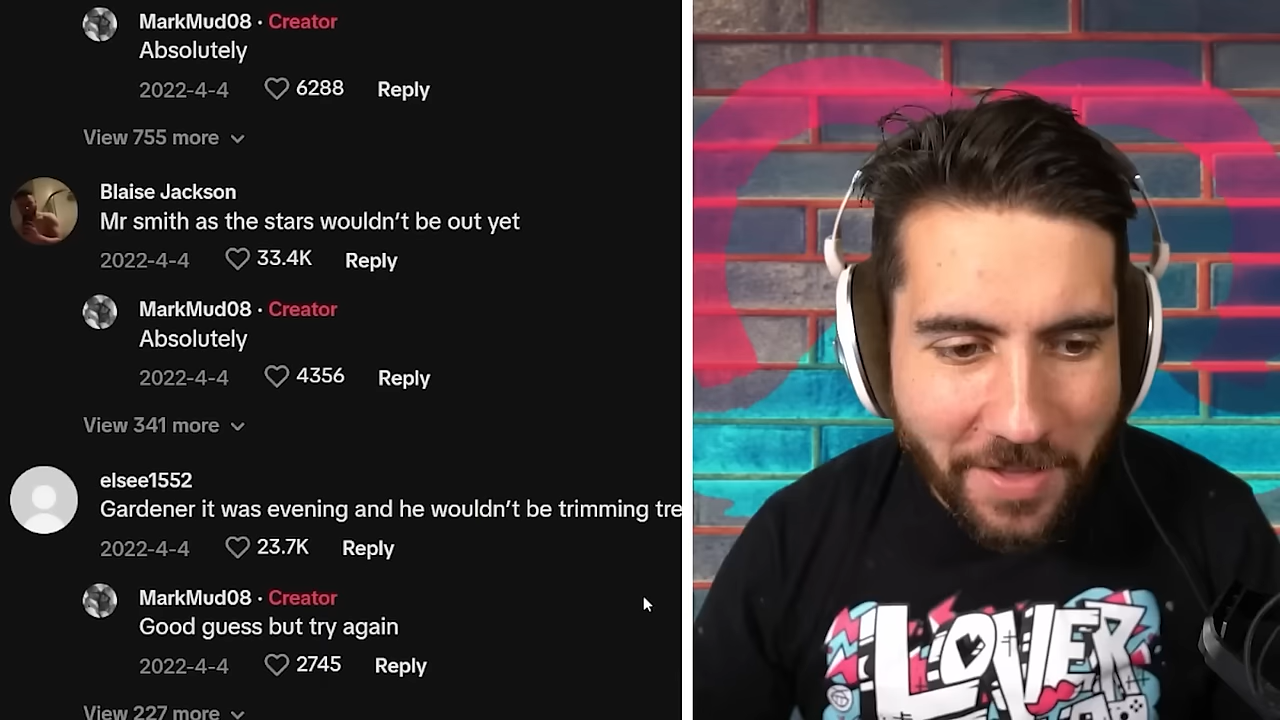 MarkMud08 · Creator
Absolutely
2022-4-4 6288 Reply
View 755 more
Blaise Jackson
Mr smith as the stars wouldn’t be out yet
2022-4-4 33.4K Reply
MarkMud08 · Creator
Absolutely
2022-4-4 4356 Reply
View 341 more
elsee1552
Gardener it was evening and he wouldn’t be trimming tre
2022-4-4 23.7K Reply
MarkMud08 · Creator
Good guess but try again
2022-4-4 2745 Reply
View 227 more
LOVER